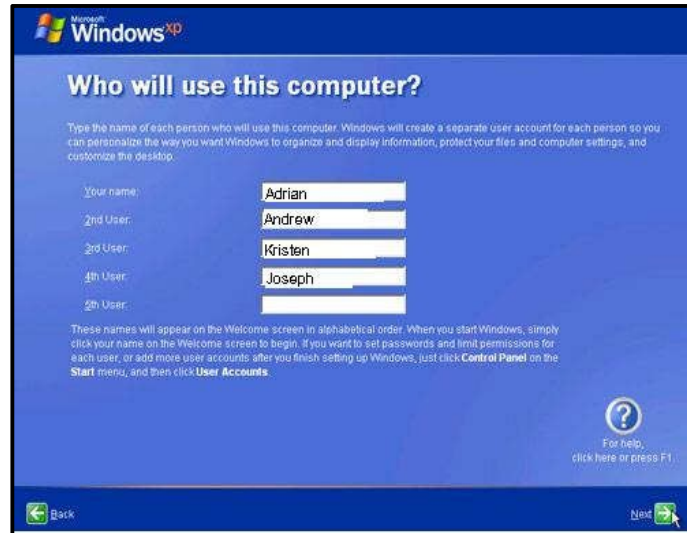 Microsoft
Windows xp
Who will use this computer?
Type the name of each person who will use this computer. Windows will create a separate user account for each person so you
can personalize the way you want Windows to organize and display information, protect your files and computer settings, and
customize the desktop.
Your name: Adrian
2nd User: Andrew
3rd User: Kristen
4th User: Joseph
5th User:
These names will appear on the Welcome screen in alphabetical order. When you start Windows, simply
click your name on the Welcome screen to begin. If you want to set passwords and limit permissions for
each user, or add more user accounts after you finish setting up Windows, just click Control Panel on the
Start menu, and then click User Accounts.
?
For help,
click here or press F1.
Back
Next